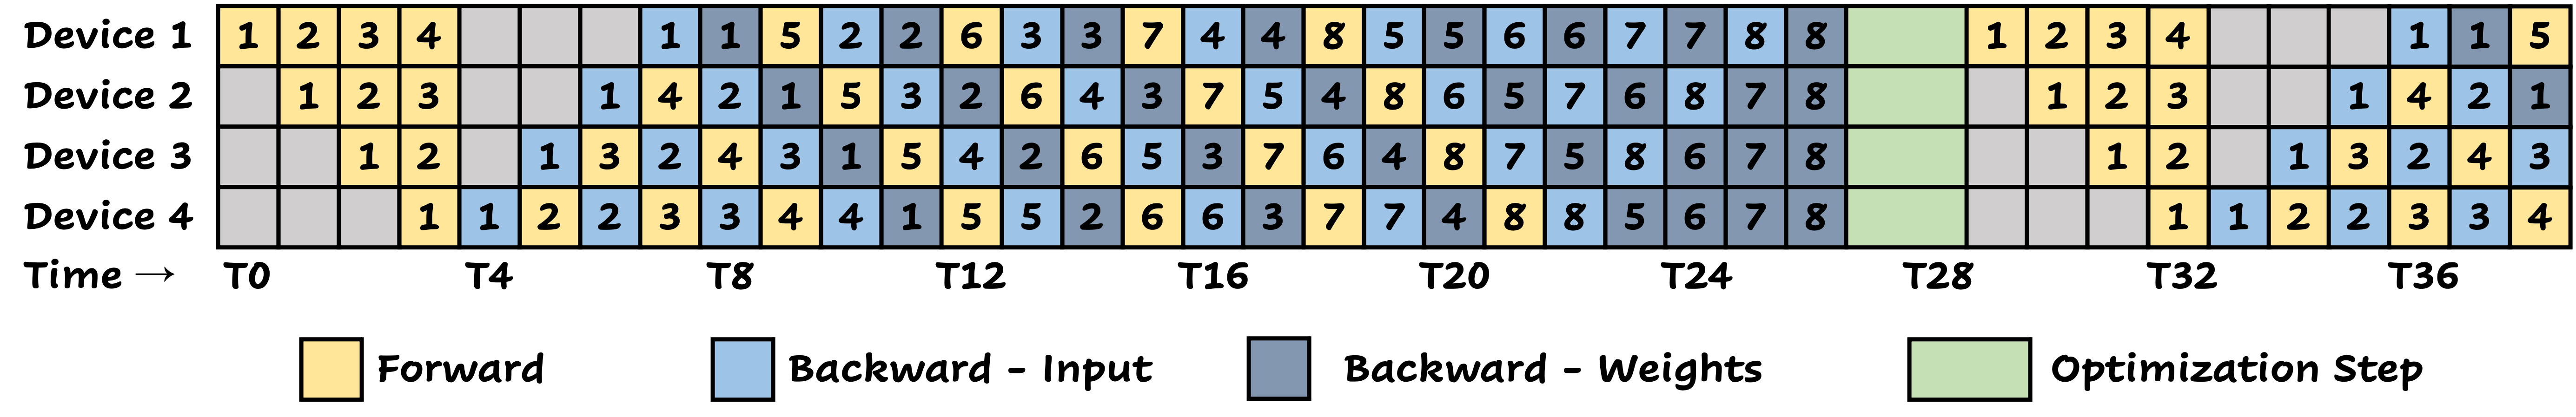 Device 1 1 2 3 4 1 1 5 2 2 6 3 3 7 4 4 8 5 5 6 6 7 7 8 8 1 2 3 4 1 1 5
Device 2 1 2 3 1 4 2 1 5 3 2 6 4 3 7 5 4 8 6 5 7 6 8 7 8 1 2 3 1 4 2 1
Device 3 1 2 1 3 2 4 3 1 5 4 2 6 5 3 7 6 4 8 7 5 8 6 7 8 1 2 1 3 2 4 3
Device 4 1 1 2 2 3 3 4 4 1 5 5 2 6 6 3 7 7 4 8 8 5 6 7 8 1 1 2 2 3 3 4
Time → T0 T4 T8 T12 T16 T20 T24 T28 T32 T36
Forward Backward - Input Backward - Weights Optimization Step